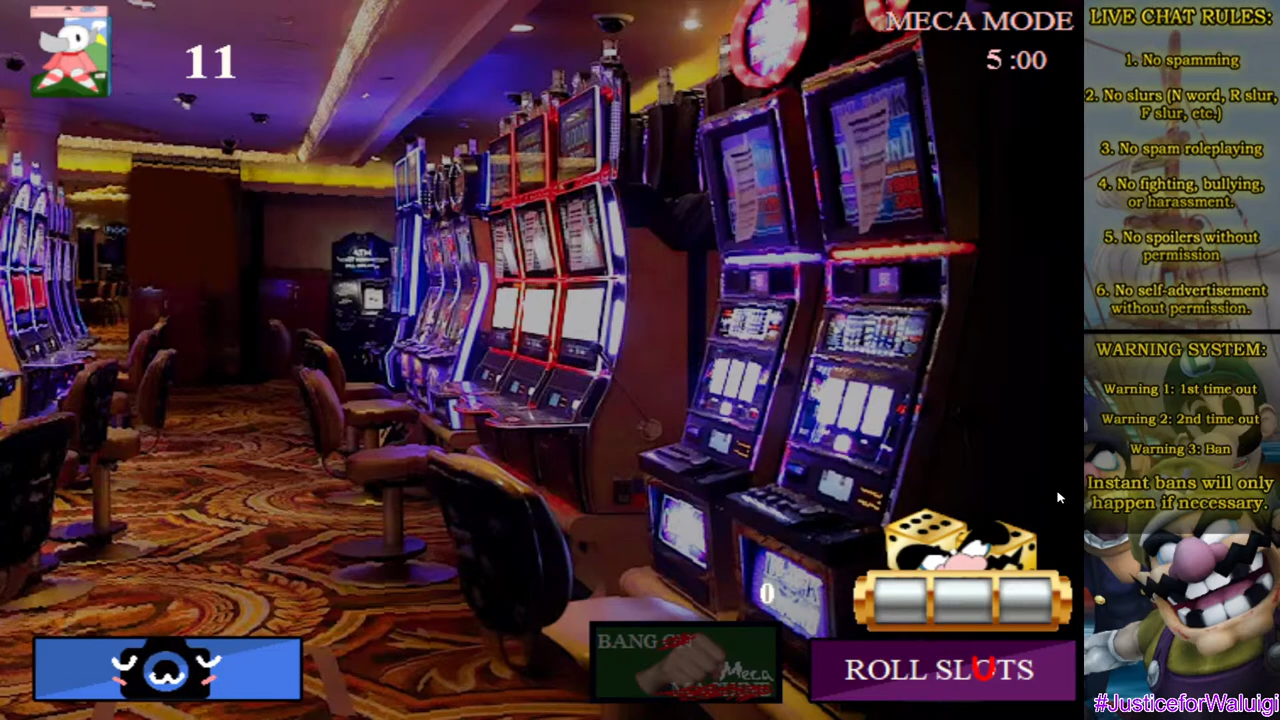 11
MECA MODE
5 :00
ATM
0
BANG ON
Meca
MACHINE
ROLL SLUTS
LIVE CHAT RULES:
1. No spamming
2. No slurs (N word, R slur,
F slur, etc.)
3. No spam roleplaying
4. No fighting, bullying,
or harassment.
5. No spoilers without
permission
6. No self-advertisement
without permission.
WARNING SYSTEM:
Warning 1: 1st time out
Warning 2: 2nd time out
Warning 3: Ban
Instant bans will only
happen if necessary.
#JusticeforWaluigi